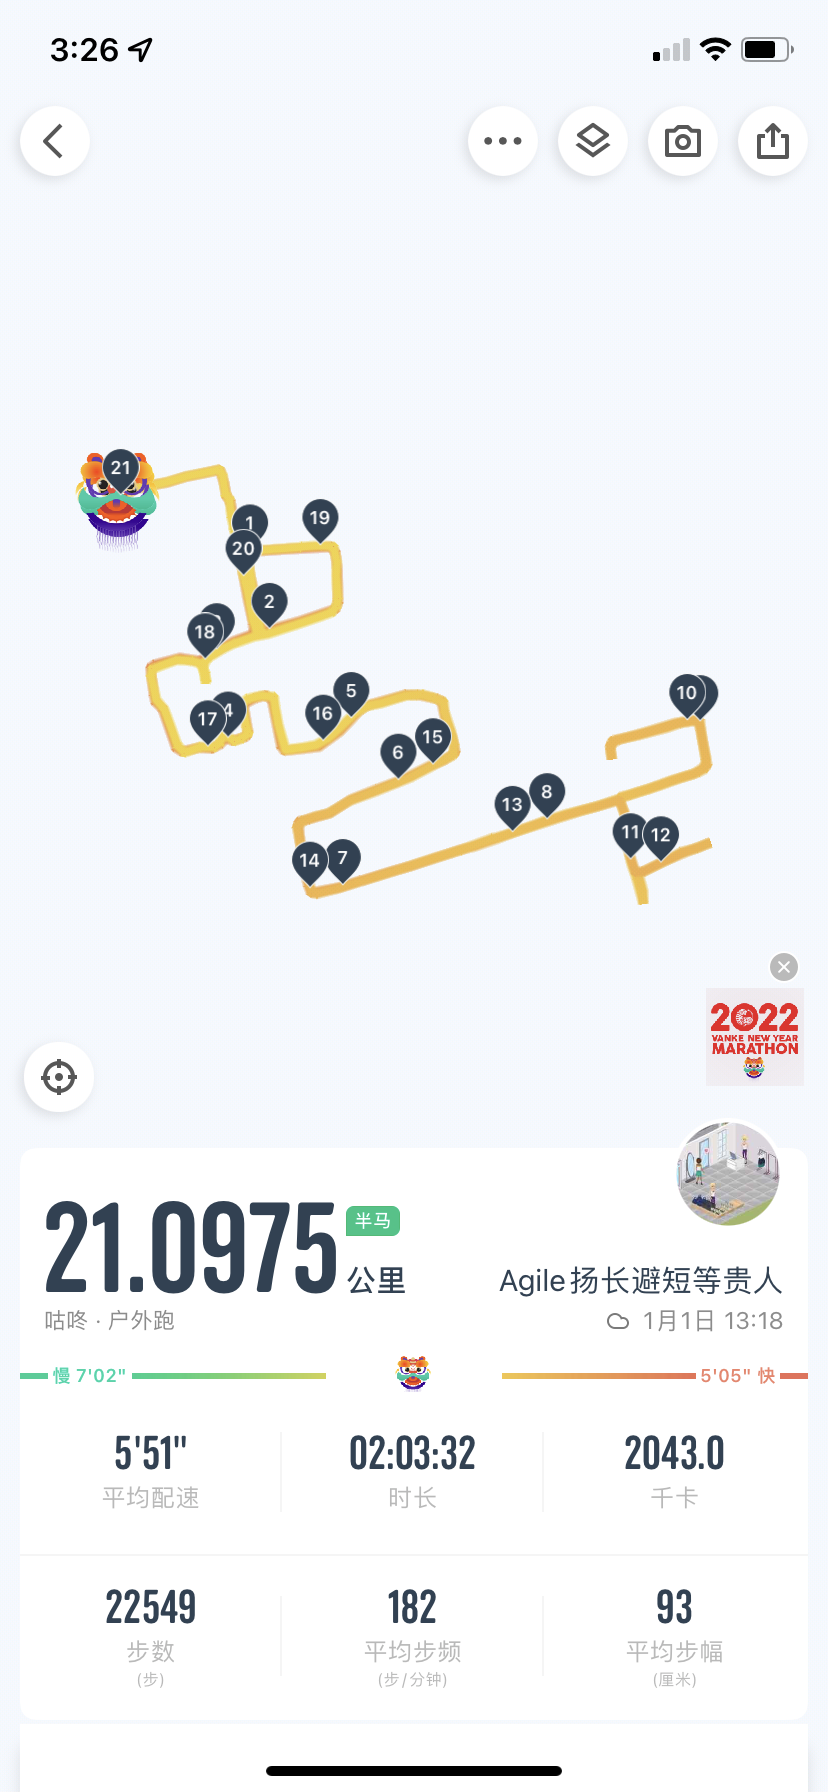 3:26
21
1
19
20
2
18
5
4
17
16
10
15
6
8
13
11
12
14
7
2022
VANKE NEW YEAR
MARATHON
21.0975 公里 半马
Agile扬长避短等贵人
咕咚 · 户外跑
1月1日 13:18
慢 7'02"
5'05" 快
5'51" 02:03:32 2043.0
平均配速 时长 千卡
22549 182 93
步数 平均步频 平均步幅
(步) (步/分钟) (厘米)